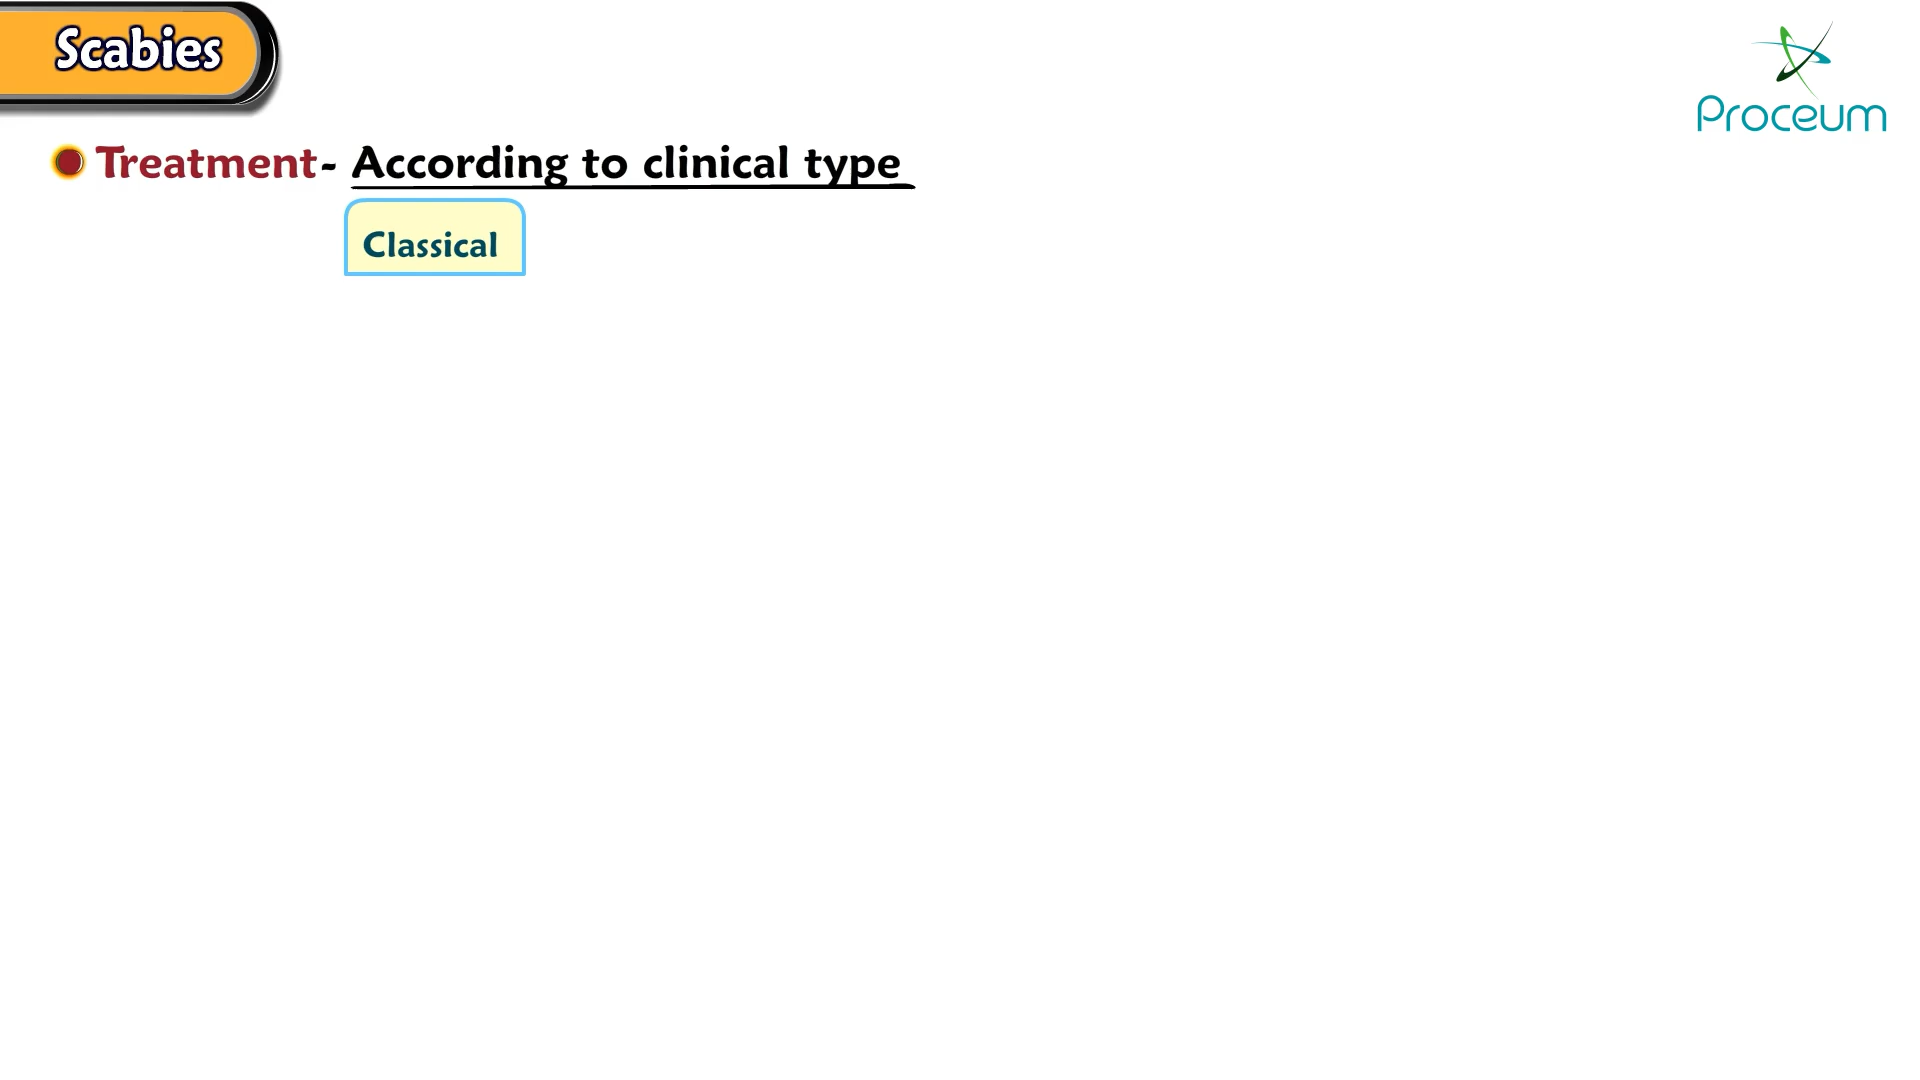 Scabies
Proceum
Treatment- According to clinical type
Classical